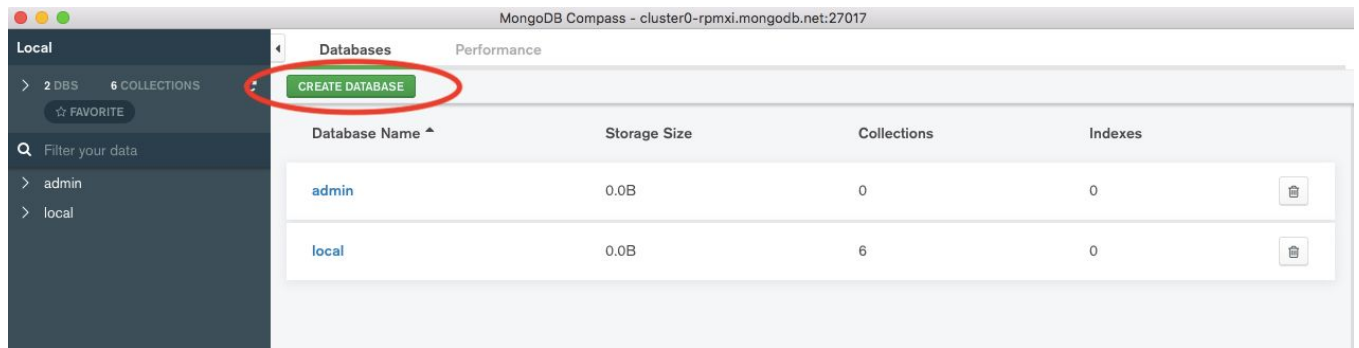 MongoDB Compass - cluster0-rpmxi.mongodb.net:27017
Local
Databases Performance
2 DBS 6 COLLECTIONS
CREATE DATABASE
FAVORITE
Filter your data
admin
local
Database Name Storage Size Collections Indexes
admin 0.0B 0 0
local 0.0B 6 0